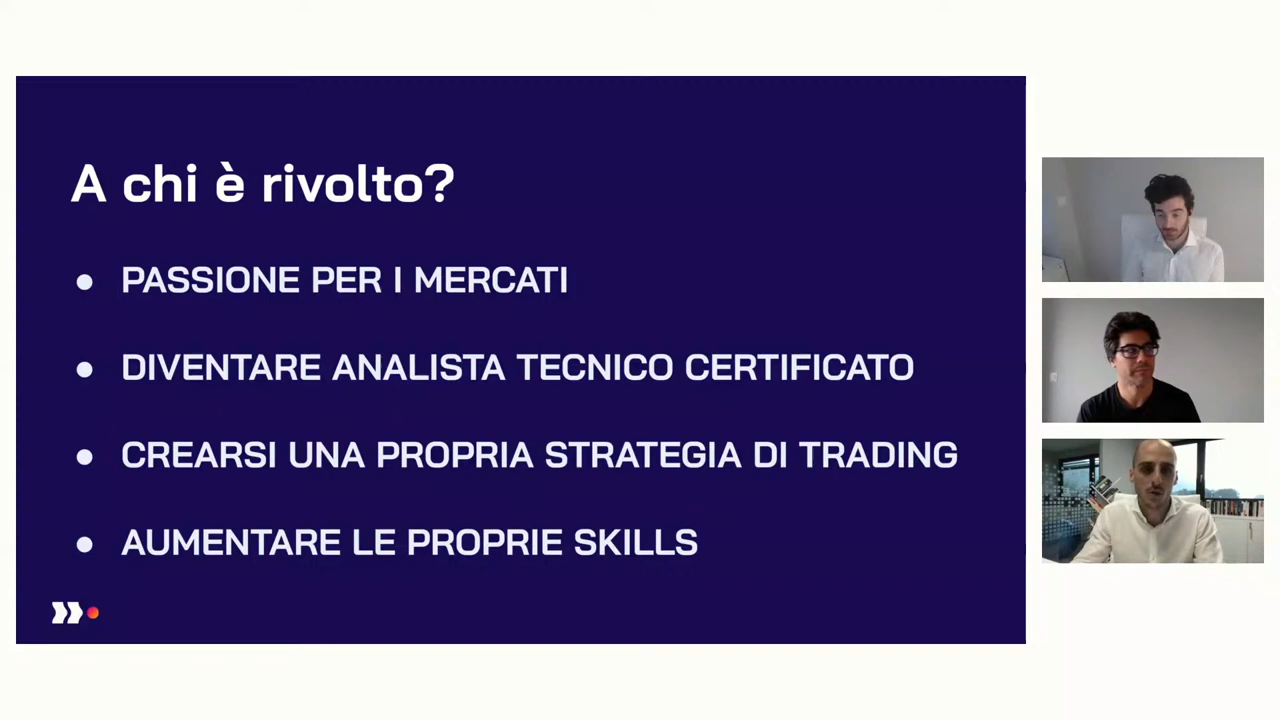 A chi è rivolto?
● PASSIONE PER I MERCATI
● DIVENTARE ANALISTA TECNICO CERTIFICATO
● CREARSI UNA PROPRIA STRATEGIA DI TRADING
● AUMENTARE LE PROPRIE SKILLS